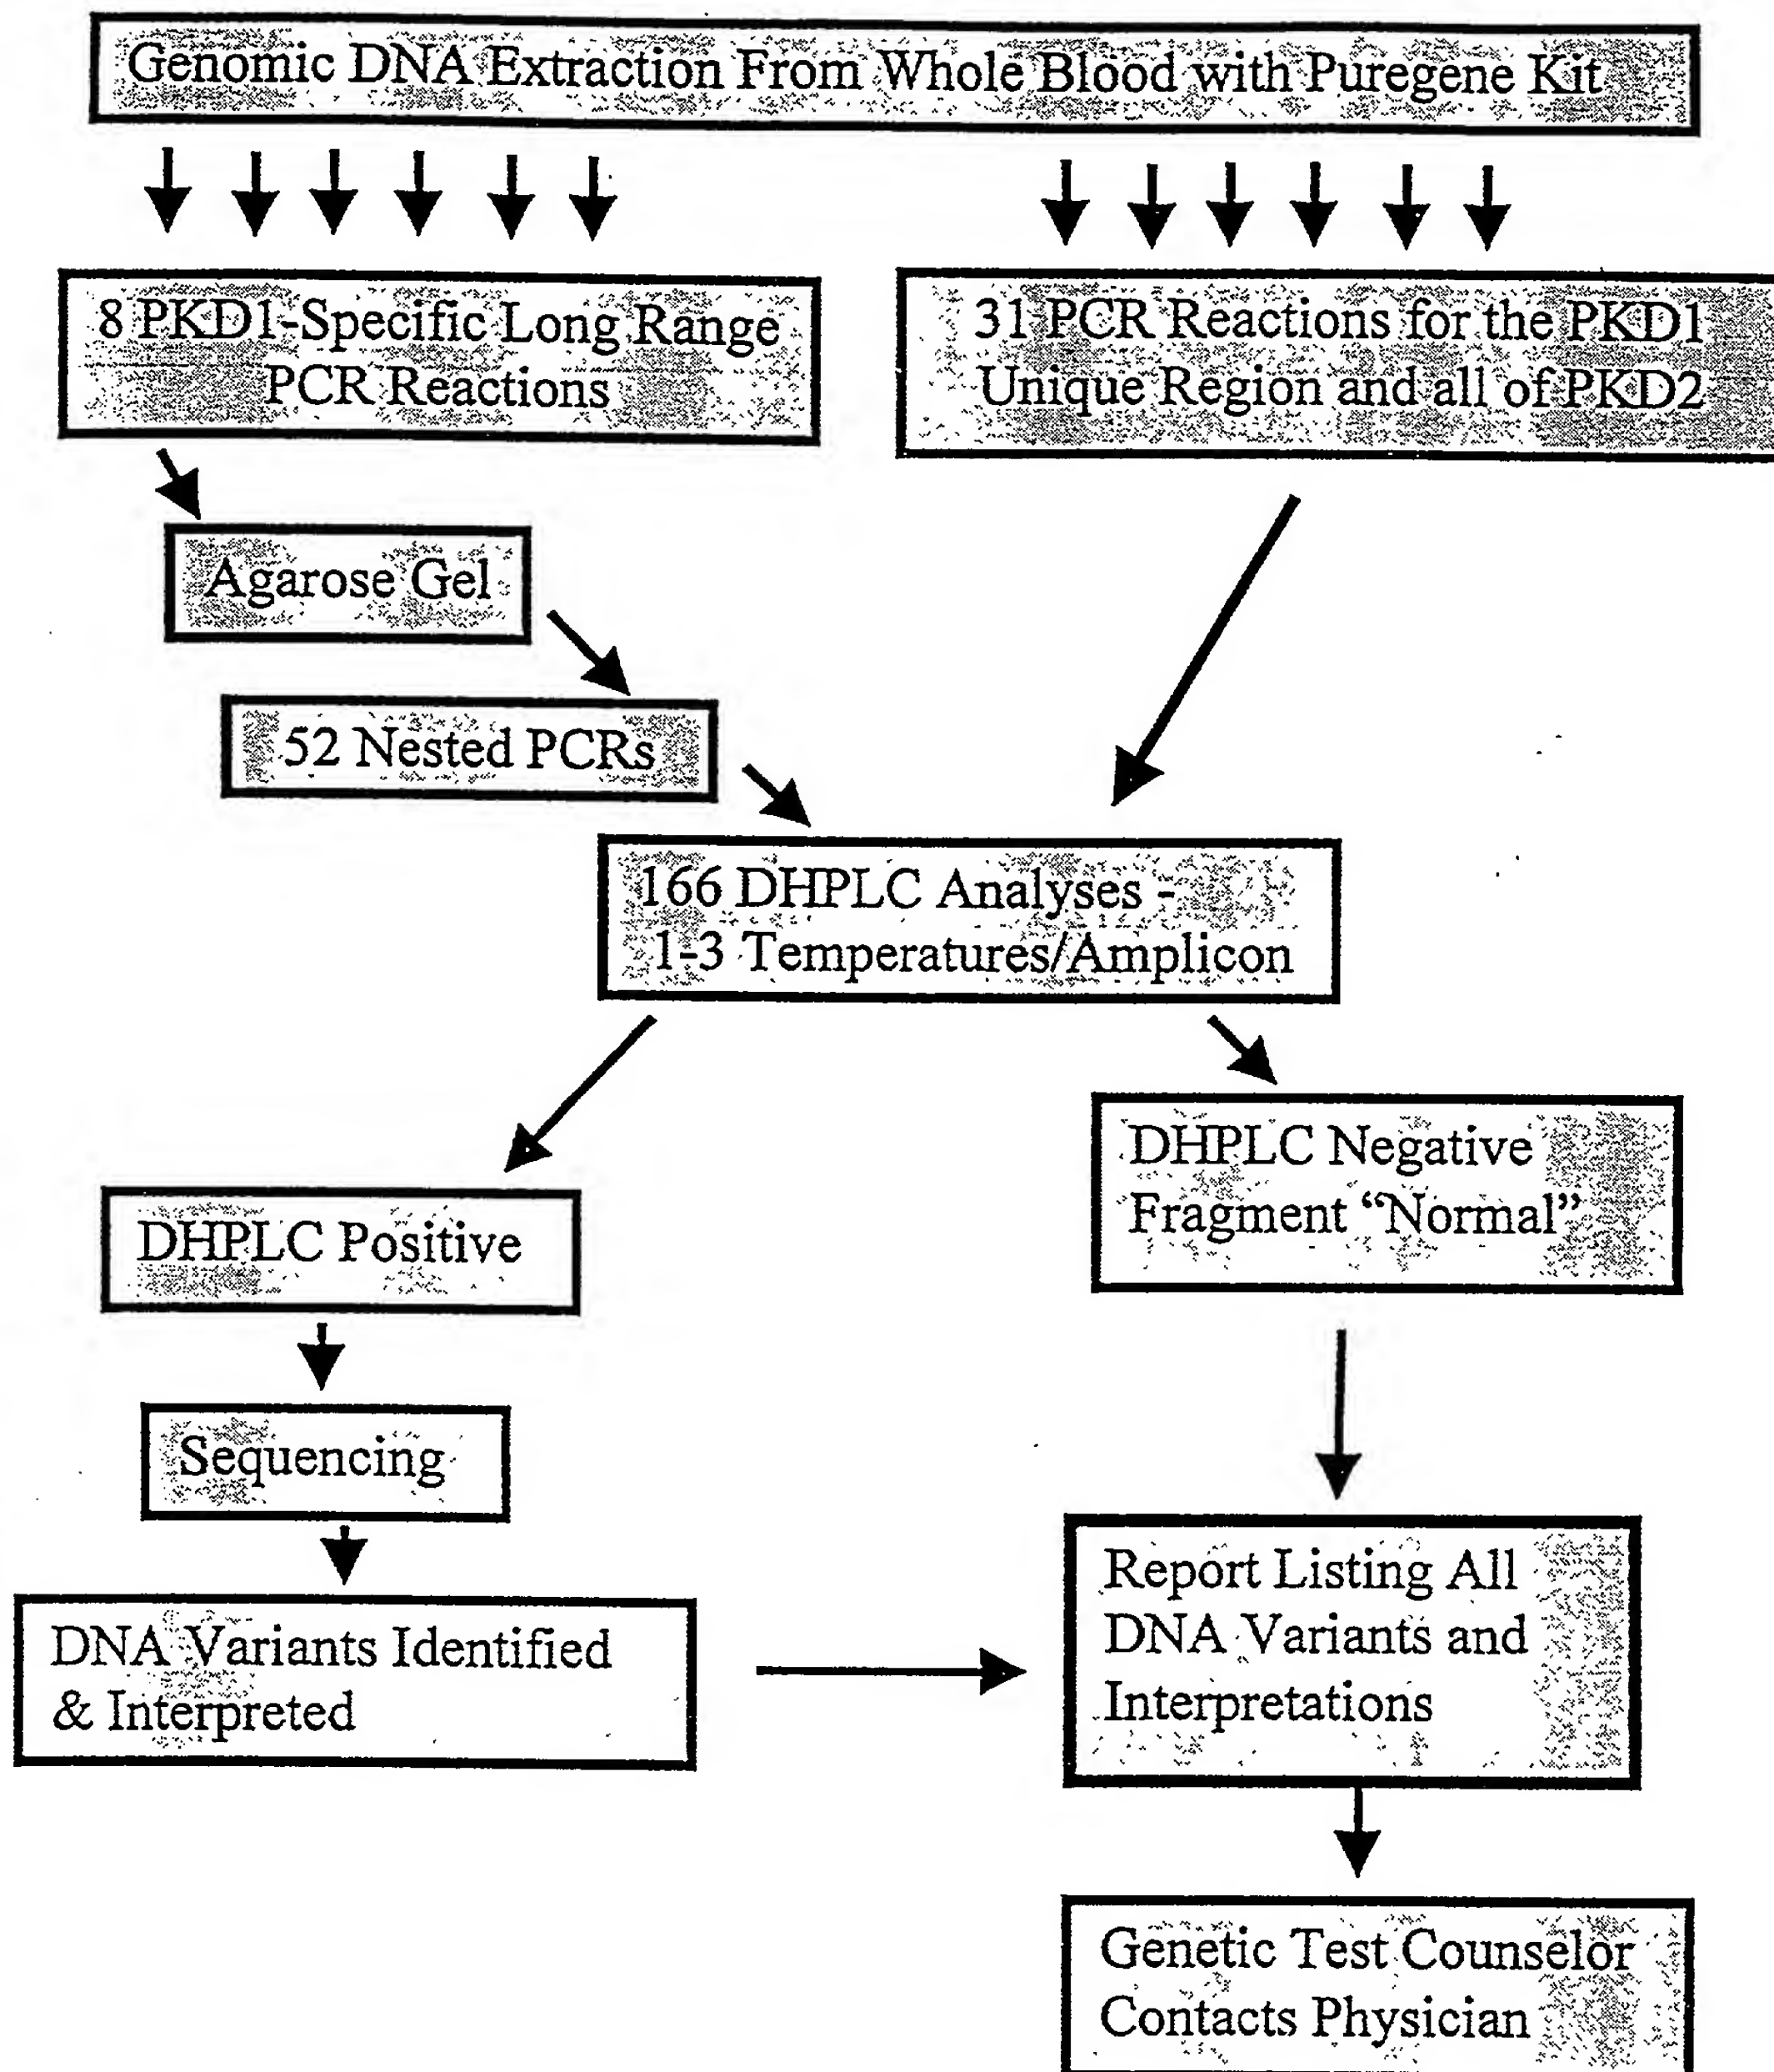 Genomic DNA Extraction From Whole Blood with Puregene Kit
8 PKD1-Specific Long Range
PCR Reactions
31 PCR Reactions for the PKD1
Unique Region and all of PKD2
Agarose Gel
52 Nested PCRs
166 DHPLC Analyses -
1-3 Temperatures/Amplicon
DHPLC Positive
DHPLC Negative
Fragment “Normal”
Sequencing
DNA Variants Identified
& Interpreted
Report Listing All
DNA Variants and
Interpretations
Genetic Test Counselor
Contacts Physician